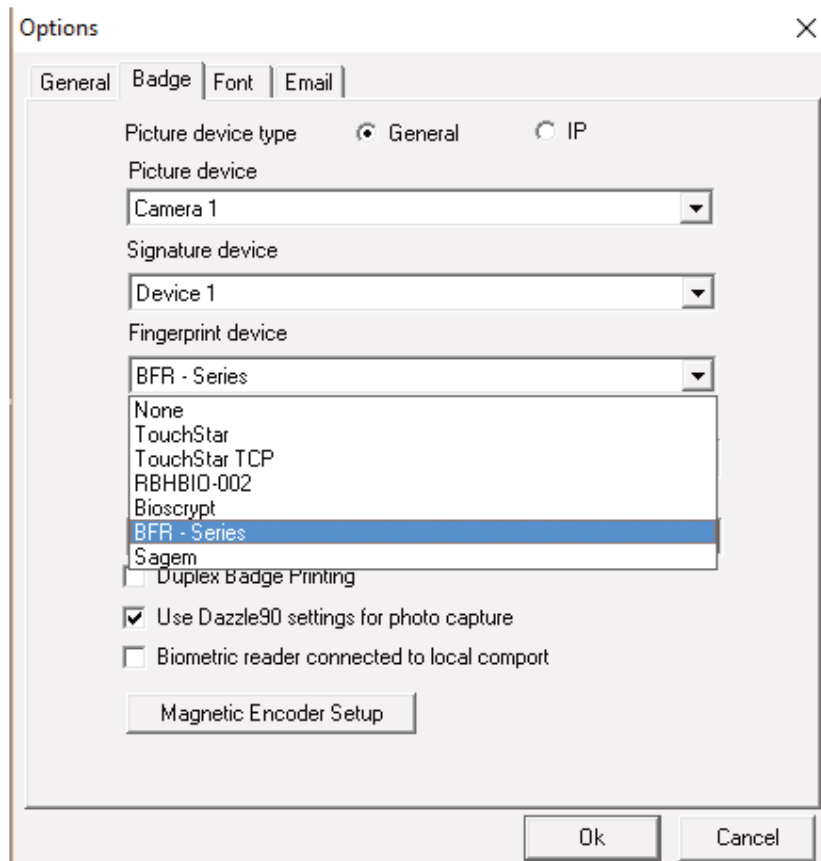 Options
General Badge Font Email
Picture device type General IP
Picture device
Camera 1
Signature device
Device 1
Fingerprint device
BFR - Series
None
TouchStar
TouchStar TCP
RBHBIO-002
Bioscrypt
BFR - Series
Sagem
Duplex Badge Printing
Use Dazzle90 settings for photo capture
Biometric reader connected to local comport
Magnetic Encoder Setup
Ok Cancel